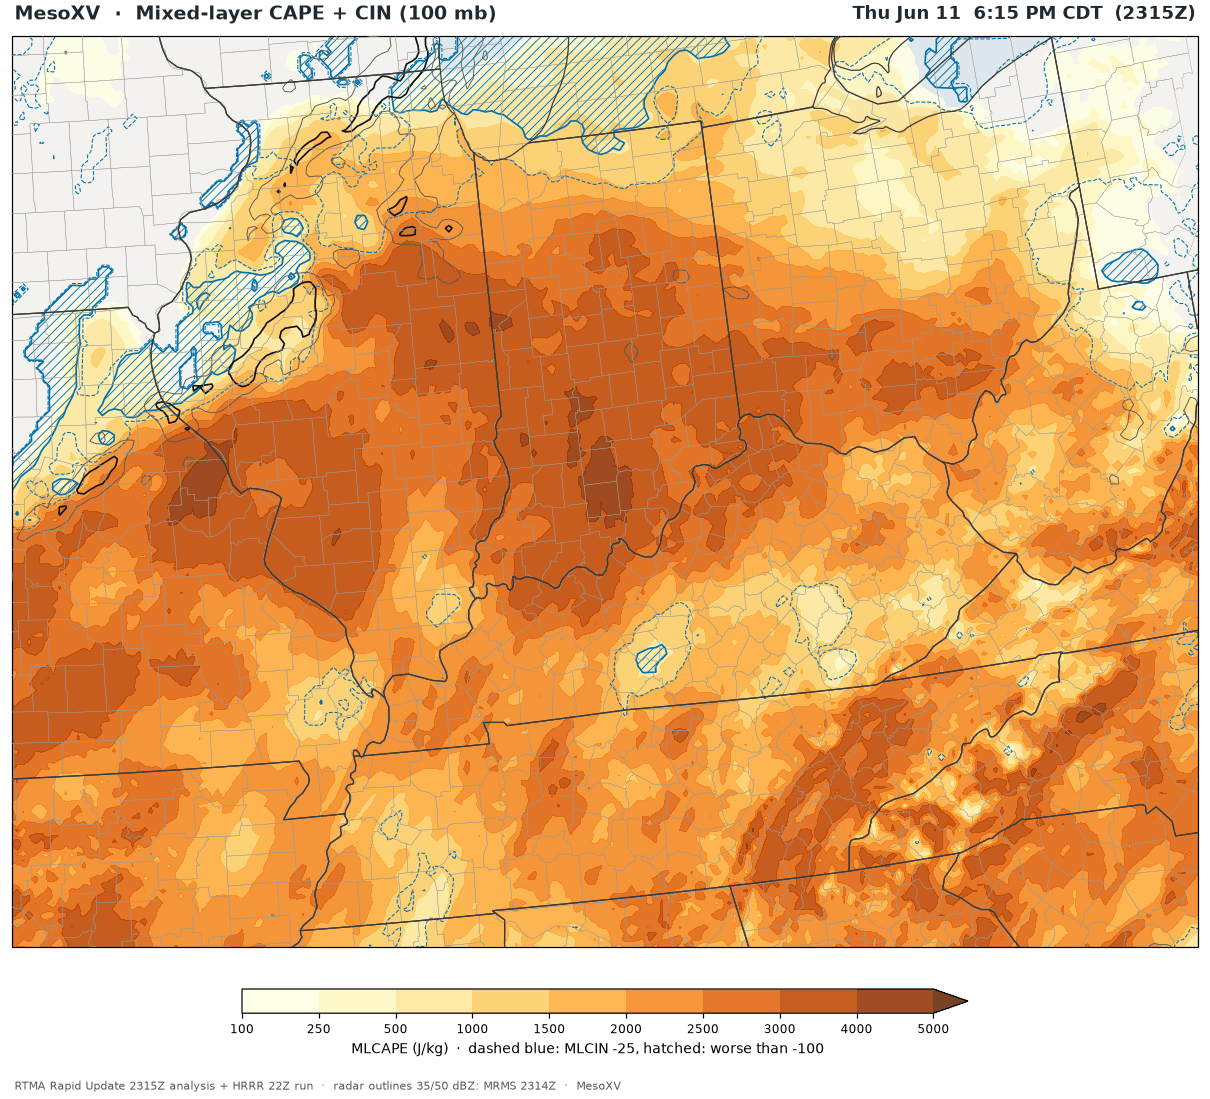 MesoXV · Mixed-layer CAPE + CIN (100 mb)
Thu Jun 11 6:15 PM CDT (2315Z)
100 250 500 1000 1500 2000 2500 3000 4000 5000
MLCAPE (J/kg) · dashed blue: MLCIN -25, hatched: worse than -100
RTMA Rapid Update 2315Z analysis + HRRR 22Z run · radar outlines 35/50 dBZ: MRMS 2314Z · MesoXV